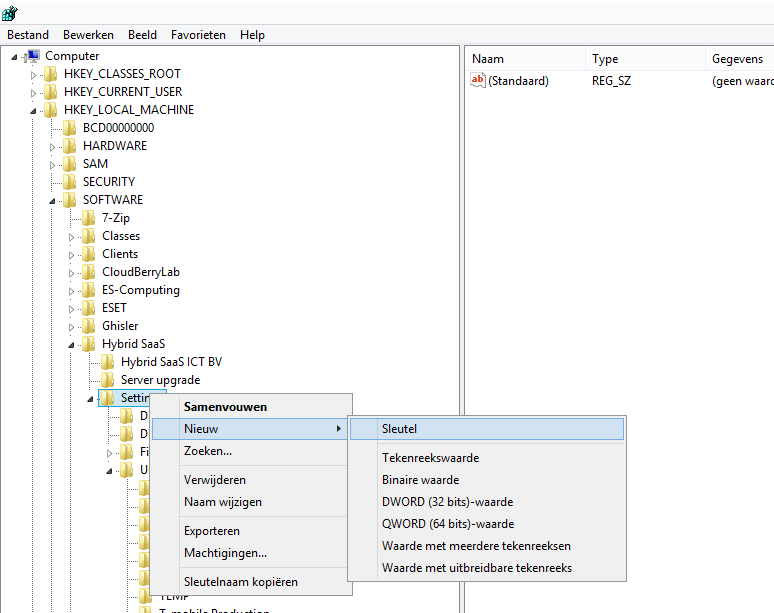 Bestand Bewerken Beeld Favorieten Help
Computer
HKEY_CLASSES_ROOT
HKEY_CURRENT_USER
HKEY_LOCAL_MACHINE
BCD00000000
HARDWARE
SAM
SECURITY
SOFTWARE
7-Zip
Classes
Clients
CloudBerryLab
ES-Computing
ESET
Ghisler
Hybrid SaaS
Hybrid SaaS ICT BV
Server upgrade
Settin
D
D
Fi
U
TEMP
T-mobile Production
Naam Type Gegevens
ab (Standaard) REG_SZ (geen waard
Samenvouwen
Nieuw
Zoeken...
Verwijderen
Naam wijzigen
Exporteren
Machtigingen...
Sleutelnaam kopiëren
Sleutel
Tekenreekswaarde
Binaire waarde
DWORD (32 bits)-waarde
QWORD (64 bits)-waarde
Waarde met meerdere tekenreeksen
Waarde met uitbreidbare tekenreeks